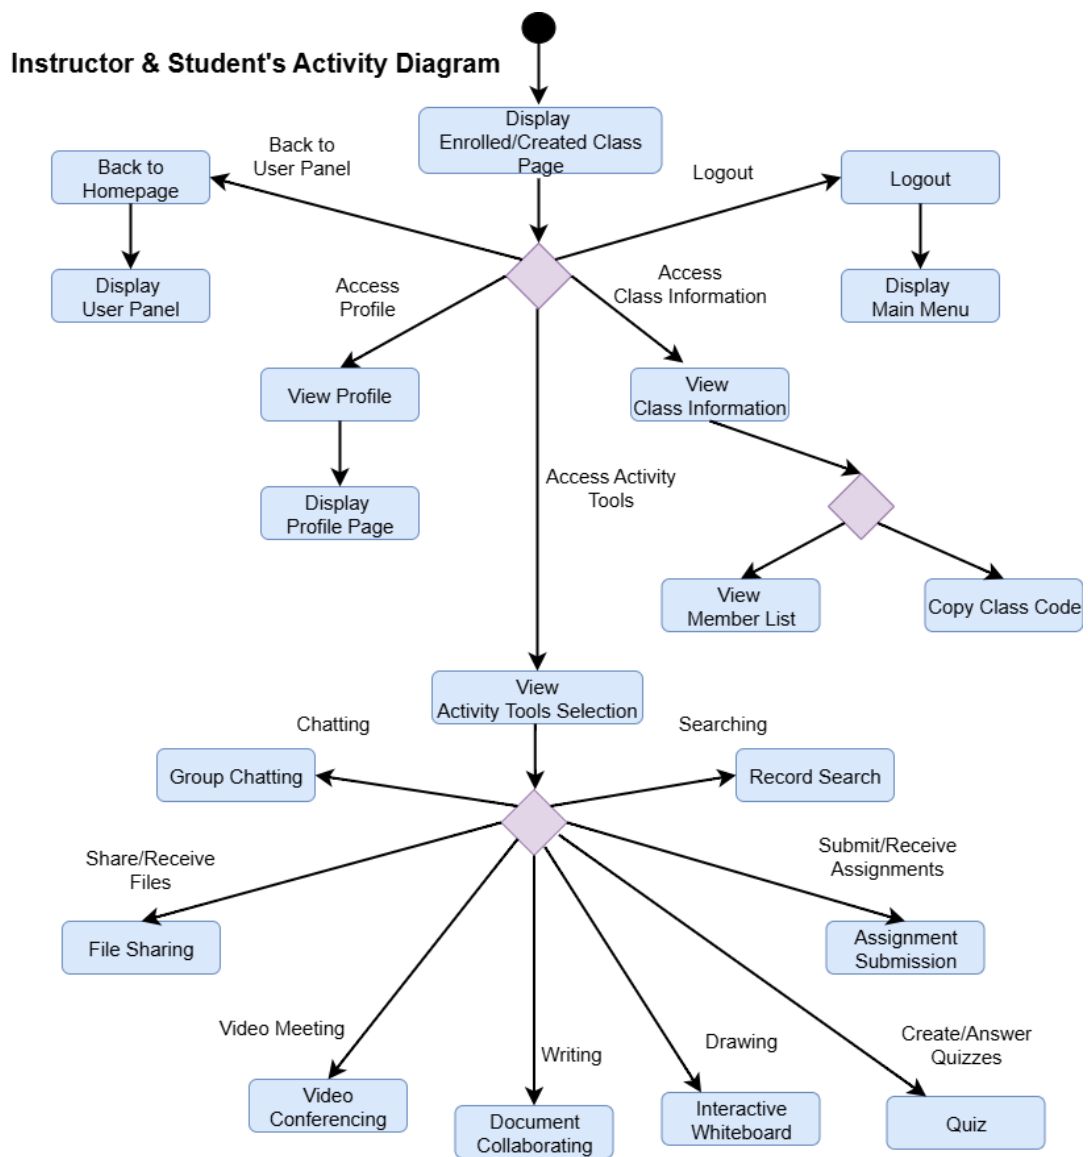 Instructor & Student's Activity Diagram
Display
Enrolled/Created Class
Page
Back to
User Panel
Logout
Back to
Homepage
Logout
Display
User Panel
Access
Profile
Access
Class Information
Display
Main Menu
View Profile
View
Class Information
Display
Profile Page
Access Activity
Tools
View
Member List
Copy Class Code
View
Activity Tools Selection
Chatting
Searching
Group Chatting
Record Search
Share/Receive
Files
Submit/Receive
Assignments
File Sharing
Assignment
Submission
Video Meeting
Writing
Drawing
Create/Answer
Quizzes
Video
Conferencing
Document
Collaborating
Interactive
Whiteboard
Quiz